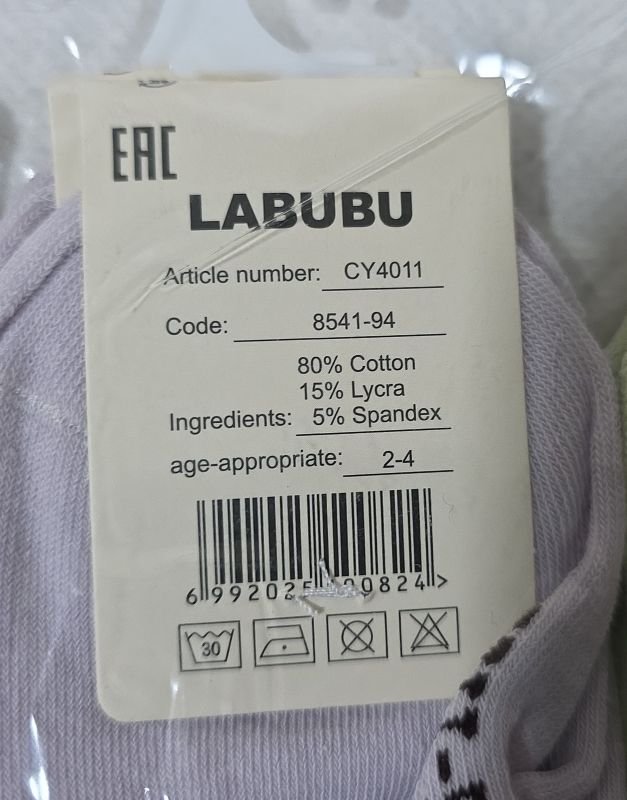 EAC
LABUBU
Article number: CY4011
Code: 8541-94
80% Cotton
15% Lycra
Ingredients: 5% Spandex
age-appropriate: 2-4
30